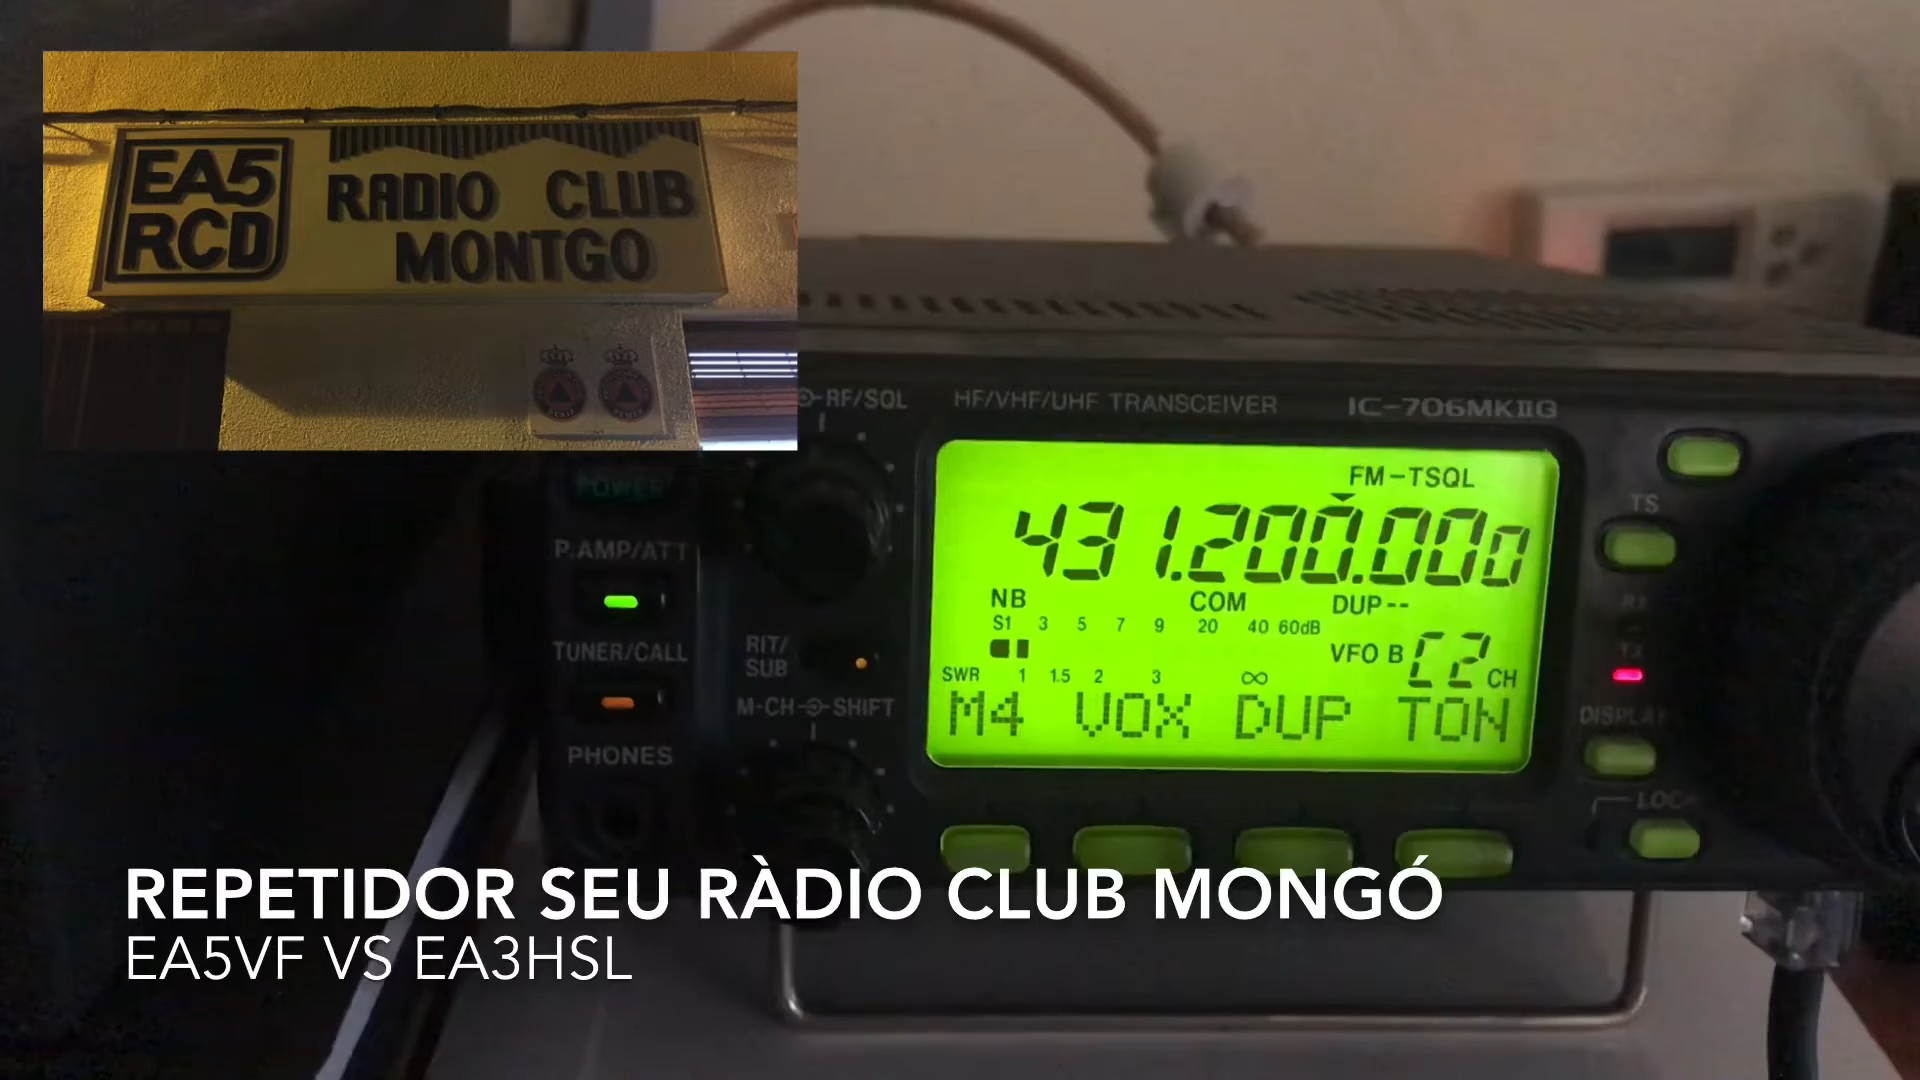 EA5
RCD
RADIO CLUB
MONTGO
RF/SQL
HF/VHF/UHF TRANSCEIVER
IC-706MKIIG
POWER
P.AMP/ATT
TUNER/CALL
PHONES
RIT/
SUB
M-CH SHIFT
FM-TSQL
431.200.000
NB COM DUP--
S1 3 5 7 9 20 40 60dB
VFO B C2 CH
SWR 1 1.5 2 3 ∞
M4 VOX DUP TON
TS
TX
DISPLAY
LOCK
REPETIDOR SEU RÀDIO CLUB MONGÓ
EA5VF VS EA3HSL